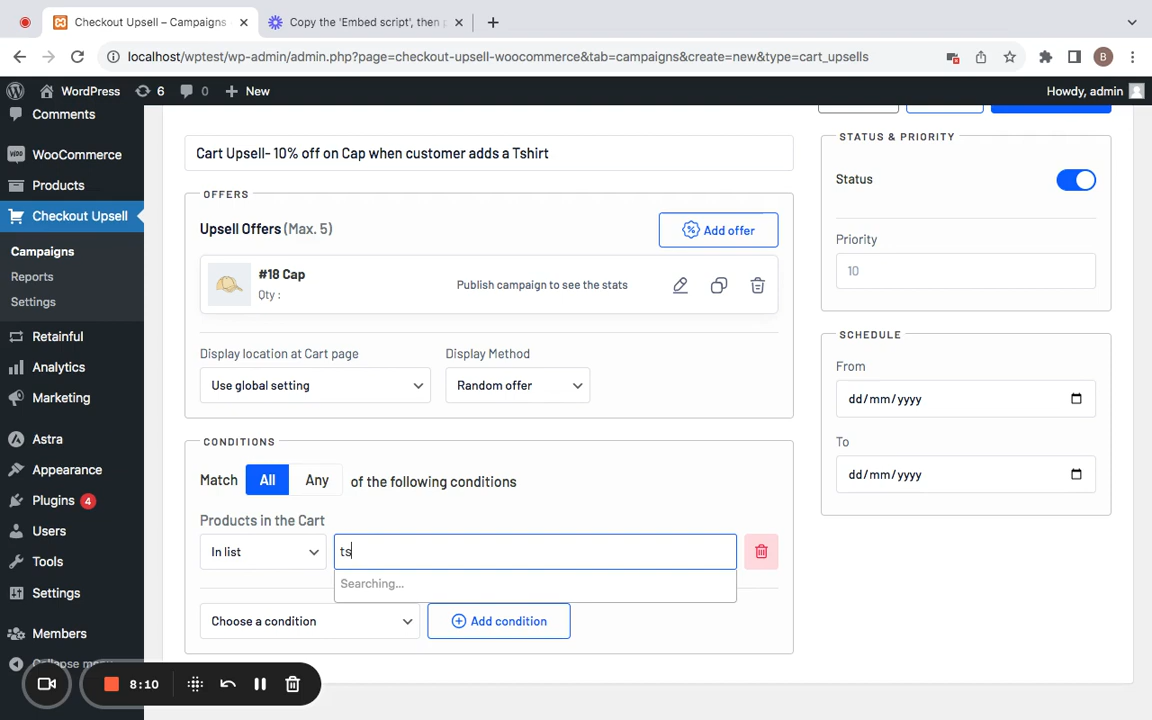 Checkout Upsell – Campaigns
Copy the 'Embed script', then p
localhost/wptest/wp-admin/admin.php?page=checkout-upsell-woocommerce&tab=campaigns&create=new&type=cart_upsells
B
WordPress
6
0
New
Howdy, admin
Comments
WooCommerce
Products
Checkout Upsell
Campaigns
Reports
Settings
Retainful
Analytics
Marketing
Astra
Appearance
Plugins 4
Users
Tools
Settings
Members
Collapse menu
8:10
Cart Upsell- 10% off on Cap when customer adds a Tshirt
OFFERS
Upsell Offers (Max. 5)
Add offer
#18 Cap
Qty :
Publish campaign to see the stats
Display location at Cart page
Display Method
Use global setting
Random offer
CONDITIONS
Match All Any of the following conditions
Products in the Cart
In list
ts
Searching...
Choose a condition
Add condition
STATUS & PRIORITY
Status
Priority
10
SCHEDULE
From
dd/mm/yyyy
To
dd/mm/yyyy